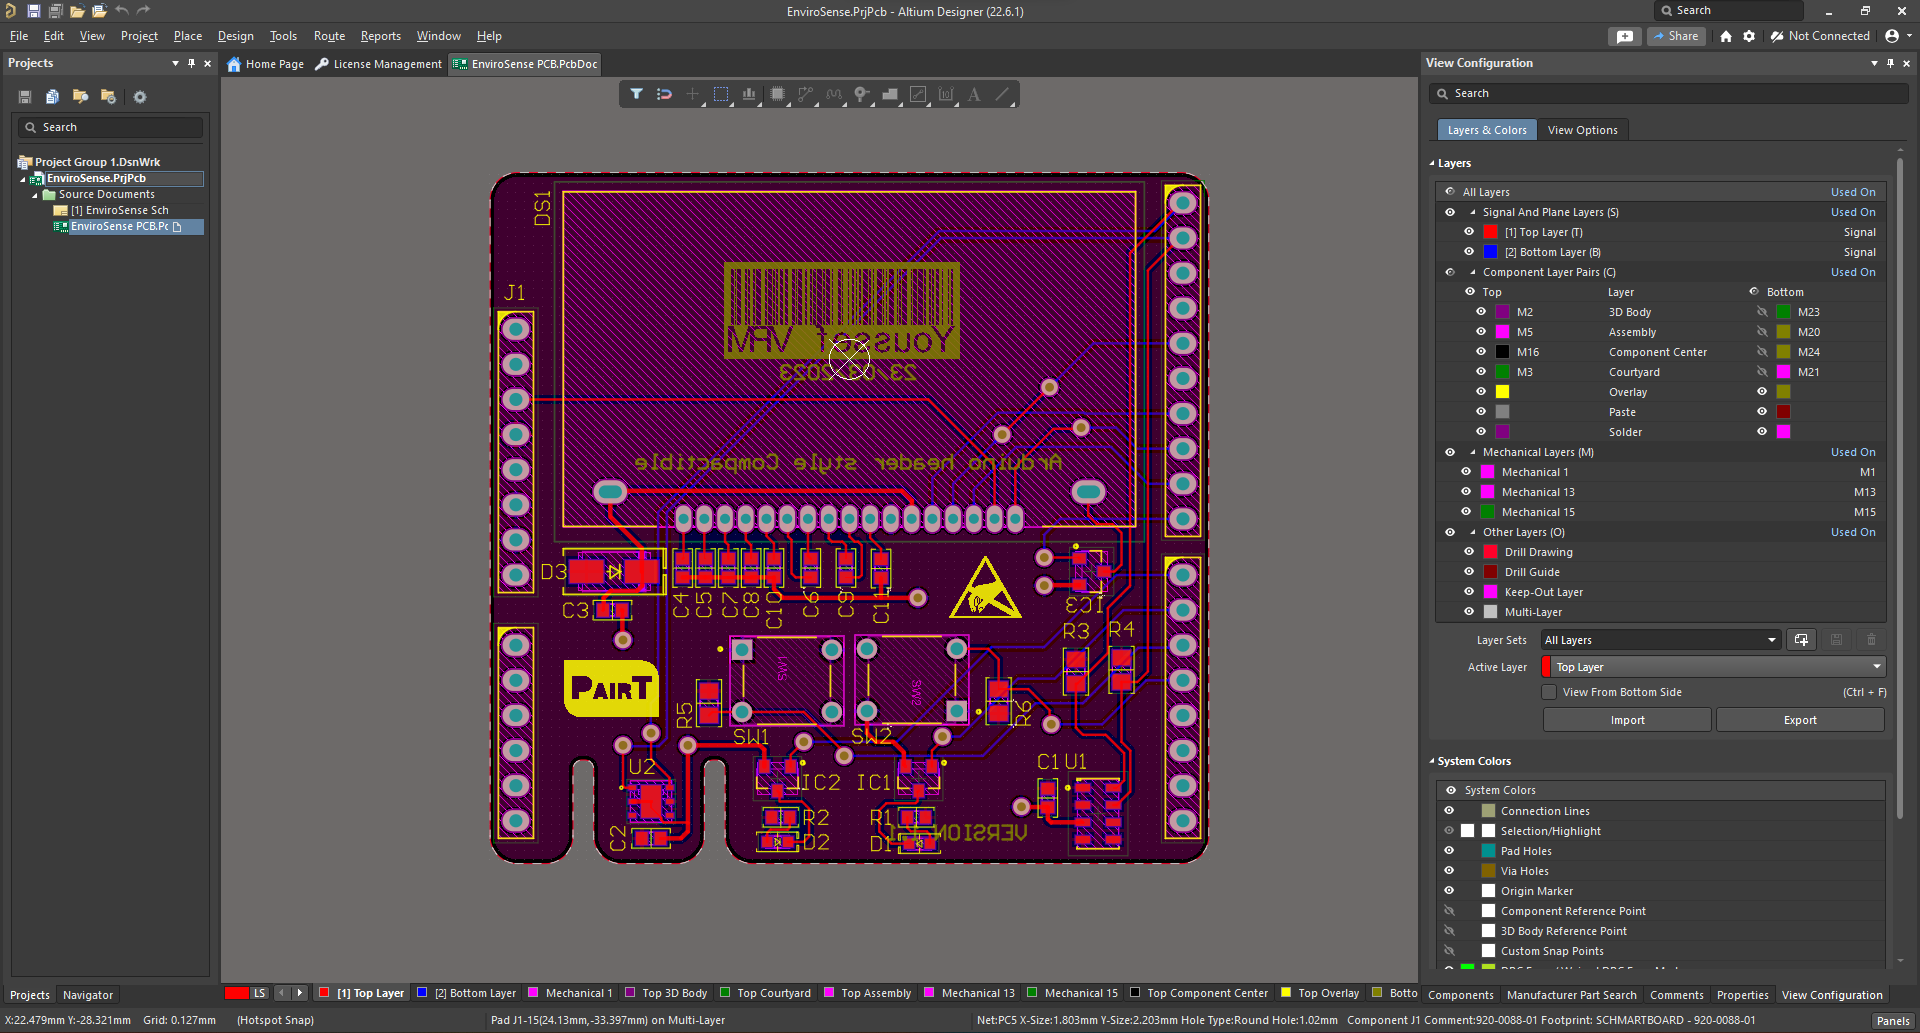 EnviroSense.PrjPcb - Altium Designer (22.6.1)
Search
File Edit View Project Place Design Tools Route Reports Window Help
Share
Not Connected
Projects
Home Page
License Management
EnviroSense PCB.PcbDoc
Search
Project Group 1.DsnWrk
EnviroSense.PrjPcb
Source Documents
[1] EnviroSense Sch
EnviroSense PCB.Pc
DS1
J1
Youssef VPM
23/03/2023
Arduino header style Compactible
D3
C4 C5 C7 C8 C10 C6 C9 C11
C3
IC3
R3 R4
PAIRT
SW1
SW2
R5
R6
SW1
SW2
U2
IC2
IC1
C1 U1
R2
R1
C2
D2
D1
VERSION 1
Projects
Navigator
LS
[1] Top Layer
[2] Bottom Layer
Mechanical 1
Top 3D Body
Top Courtyard
Top Assembly
Mechanical 13
Mechanical 15
Top Component Center
Top Overlay
Botto
X:22.479mm Y:-28.321mm Grid: 0.127mm (Hotspot Snap)
Pad J1-15(24.13mm,-33.397mm) on Multi-Layer
Net:PC5 X-Size:1.803mm Y-Size:2.203mm Hole Type:Round Hole:1.02mm Component J1 Comment:920-0088-01 Footprint: SCHMARTBOARD - 920-0088-01
Panels
View Configuration
Search
Layers & Colors
View Options
Layers
All Layers Used On
Signal And Plane Layers (S) Used On
[1] Top Layer (T) Signal
[2] Bottom Layer (B) Signal
Component Layer Pairs (C) Used On
Top Layer Bottom
M2 3D Body M23
M5 Assembly M20
M16 Component Center M24
M3 Courtyard M21
Overlay
Paste
Solder
Mechanical Layers (M) Used On
Mechanical 1 M1
Mechanical 13 M13
Mechanical 15 M15
Other Layers (O) Used On
Drill Drawing
Drill Guide
Keep-Out Layer
Multi-Layer
Layer Sets All Layers
Active Layer Top Layer
View From Bottom Side (Ctrl + F)
Import
Export
System Colors
System Colors
Connection Lines
Selection/Highlight
Pad Holes
Via Holes
Origin Marker
Component Reference Point
3D Body Reference Point
Custom Snap Points
Components
Manufacturer Part Search
Comments
Properties
View Configuration